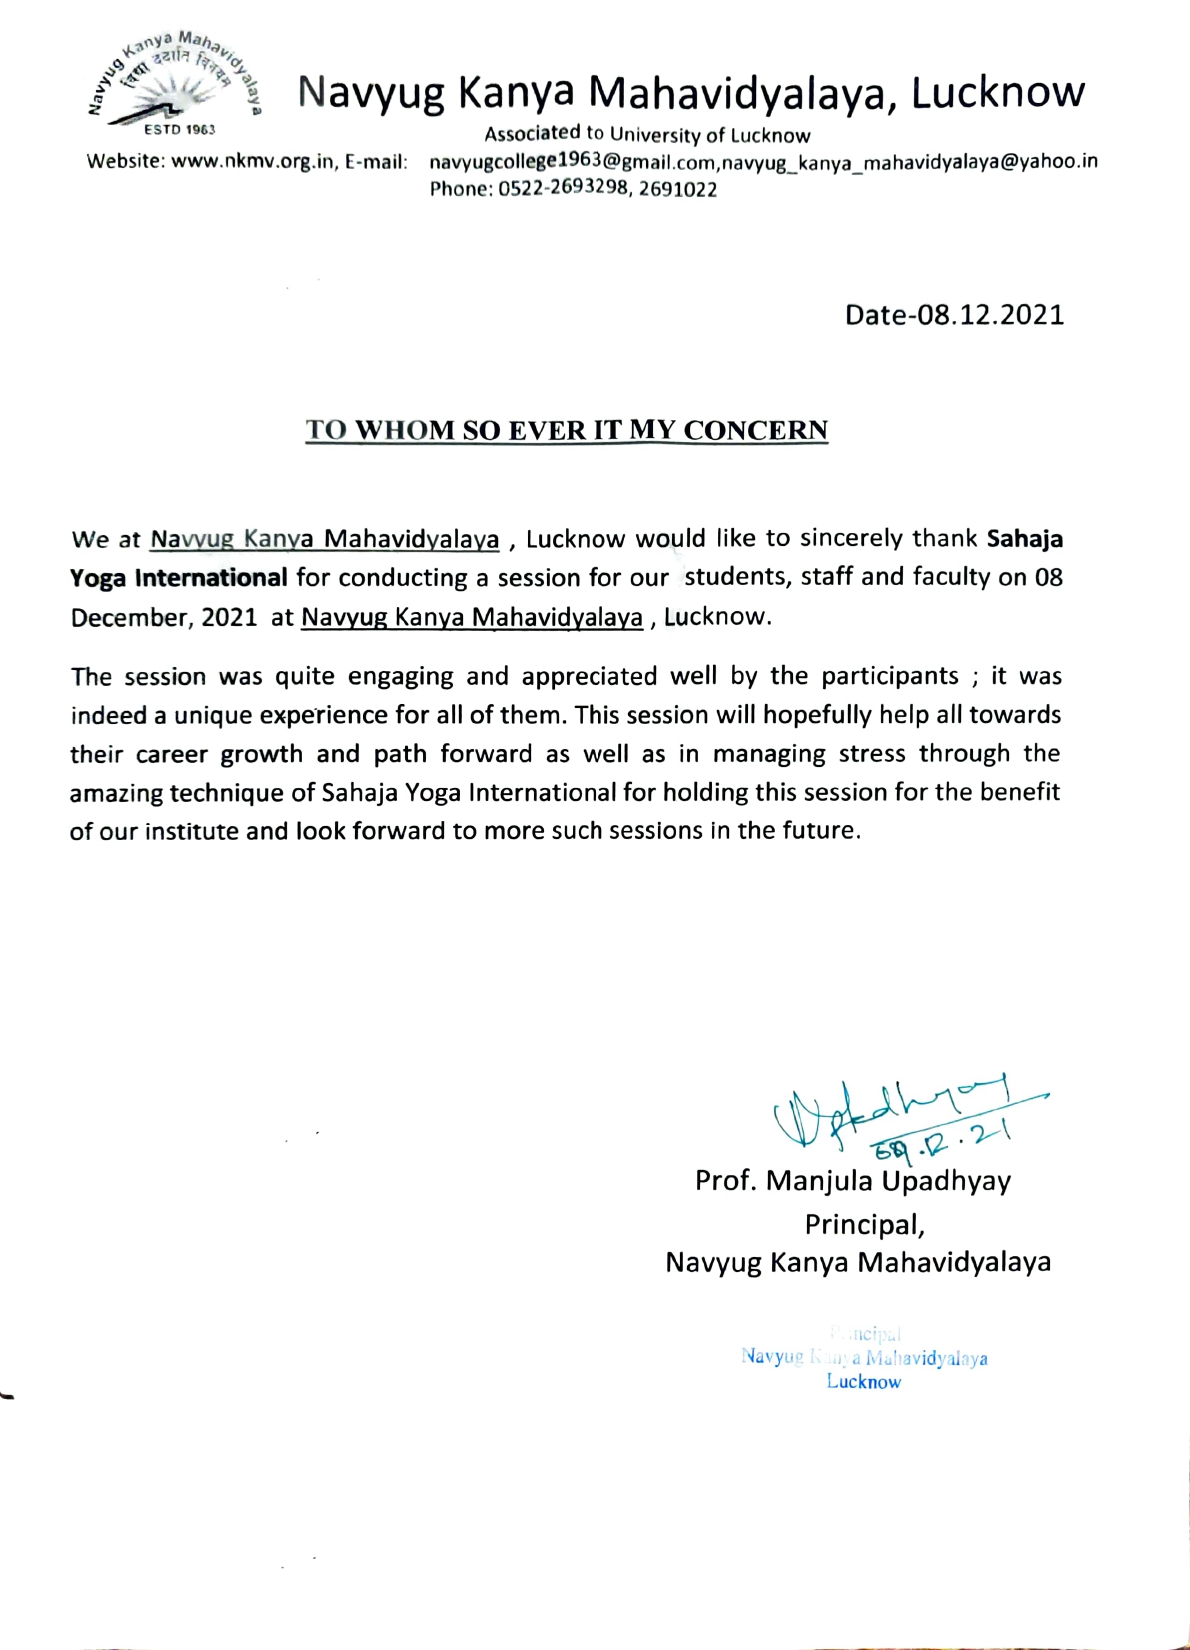 Navyug Kanya Mahavidyalaya
विद्या ददाति विनयम
ESTD 1963
Navyug Kanya Mahavidyalaya, Lucknow
Associated to University of Lucknow
Website: www.nkmv.org.in, E-mail: navyugcollege1963@gmail.com,navyug_kanya_mahavidyalaya@yahoo.in
Phone: 0522-2693298, 2691022
Date-08.12.2021
TO WHOM SO EVER IT MY CONCERN
We at Navyug Kanya Mahavidyalaya , Lucknow would like to sincerely thank Sahaja
Yoga International for conducting a session for our students, staff and faculty on 08
December, 2021 at Navyug Kanya Mahavidyalaya , Lucknow.
The session was quite engaging and appreciated well by the participants ; it was
indeed a unique experience for all of them. This session will hopefully help all towards
their career growth and path forward as well as in managing stress through the
amazing technique of Sahaja Yoga International for holding this session for the benefit
of our institute and look forward to more such sessions in the future.
Prof. Manjula Upadhyay
Principal,
Navyug Kanya Mahavidyalaya
Principal
Navyug Kanya Mahavidyalaya
Lucknow